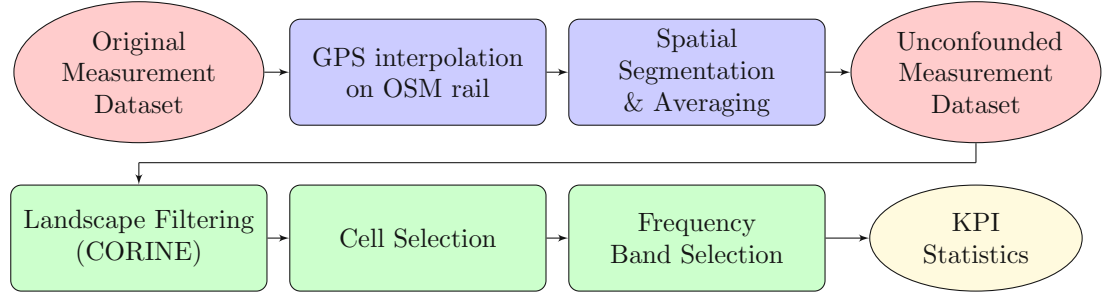 Original
Measurement
Dataset
GPS interpolation
on OSM rail
Spatial
Segmentation
& Averaging
Unconfounded
Measurement
Dataset
Landscape Filtering
(CORINE)
Cell Selection
Frequency
Band Selection
KPI
Statistics